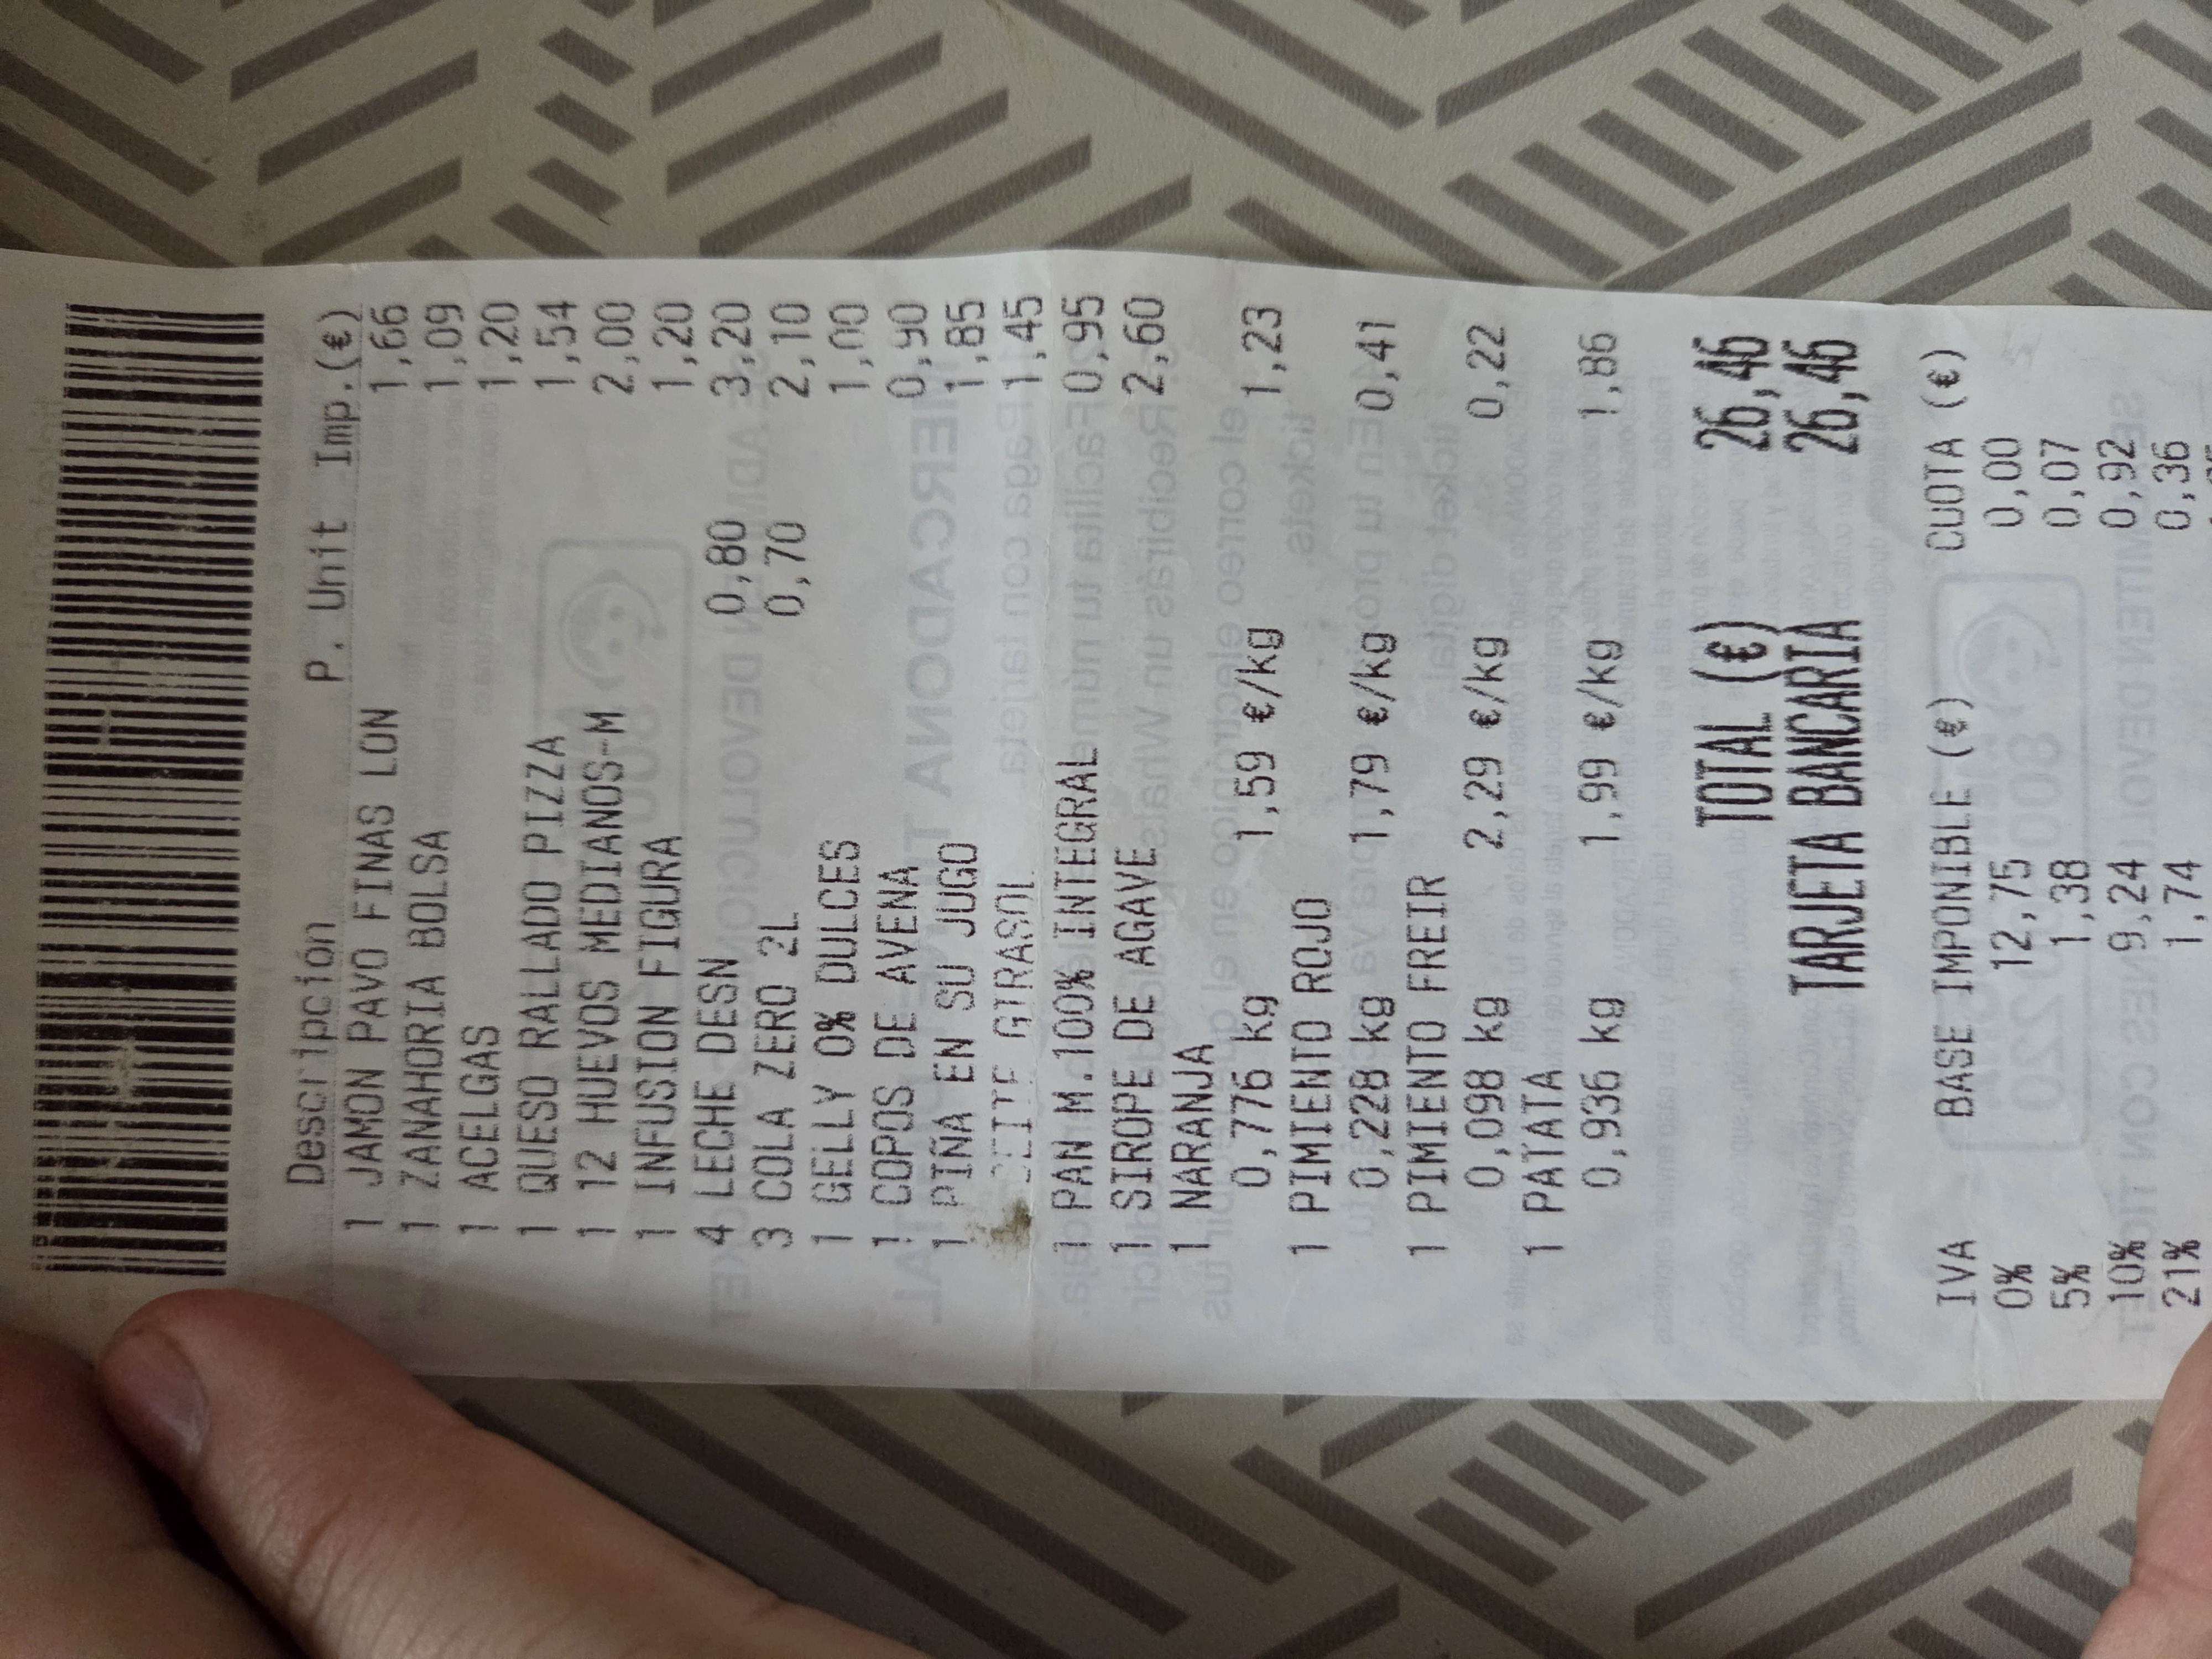 Descripción P. Unit Imp.(€)
1 JAMON PAVO FINAS LON 1,66
1 ZANAHORIA BOLSA 1,09
1 ACELGAS 1,20
1 QUESO RALLADO PIZZA 1,54
1 12 HUEVOS MEDIANOS-M 2,00
1 INFUSION FIGURA 1,20
4 LECHE DESN 0,80 3,20
3 COLA ZERO 2L 0,70 2,10
1 GELLY 0% DULCES 1,00
1 COPOS DE AVENA 0,90
1 PIÑA EN SU JUGO 1,85
CEITE GIRASOL 1,45
1 PAN M.100% INTEGRAL 0,95
1 SIROPE DE AGAVE 2,60
1 NARANJA
0,776 kg 1,59 €/kg 1,23
1 PIMIENTO ROJO
0,228 kg 1,79 €/kg 0,41
1 PIMIENTO FREIR
0,098 kg 2,29 €/kg 0,22
1 PATATA
0,936 kg 1,99 €/kg 1,86
TOTAL (€) 26,46
TARJETA BANCARIA 26,46
IVA BASE IMPONIBLE (€) CUOTA (€)
0% 12,75 0,00
5% 1,38 0,07
10% 9,24 0,92
21% 1,74 0,36